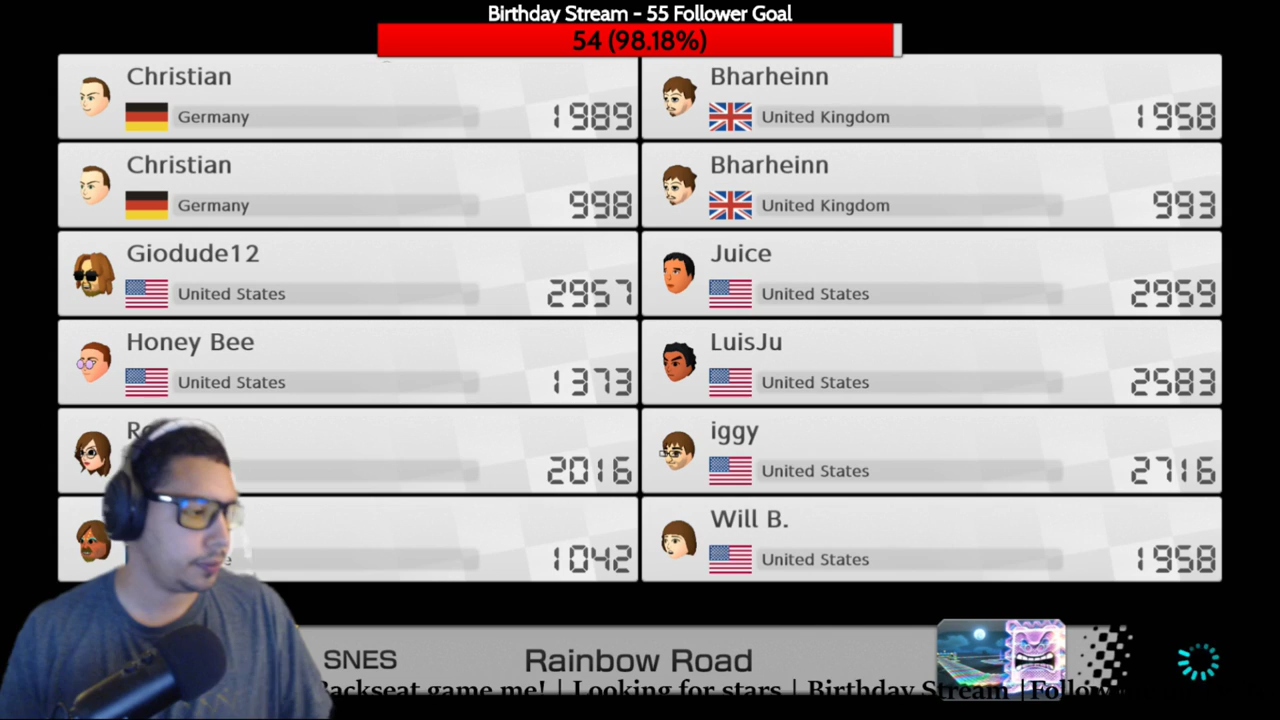 Birthday Stream - 55 Follower Goal
54 (98.18%)
Christian
Germany
1989
Bharheinn
United Kingdom
1958
Christian
Germany
998
Bharheinn
United Kingdom
993
Giodude12
United States
2957
Juice
United States
2959
Honey Bee
United States
1373
LuisJu
United States
2583
2016
iggy
United States
2716
1042
Will B.
United States
1958
SNES Rainbow Road
Backseat game me! | Looking for stars | Birthday Stream |